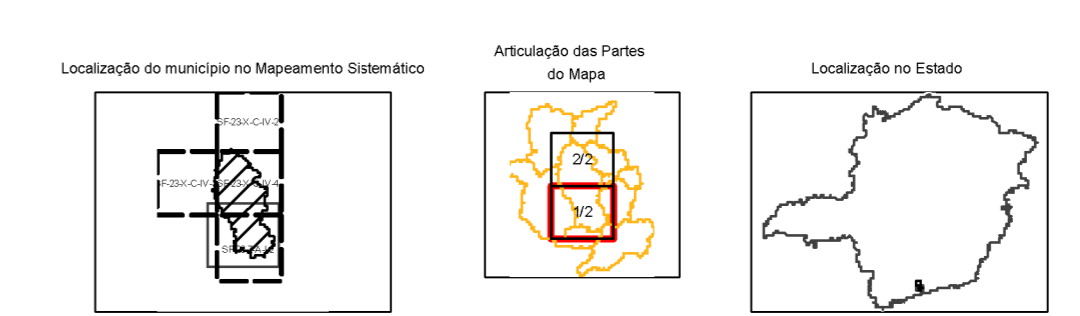 Localização do município no Mapeamento Sistemático
Articulação das Partes
do Mapa
Localização no Estado
SF-23-X-C-IV-2
2/2
1/2